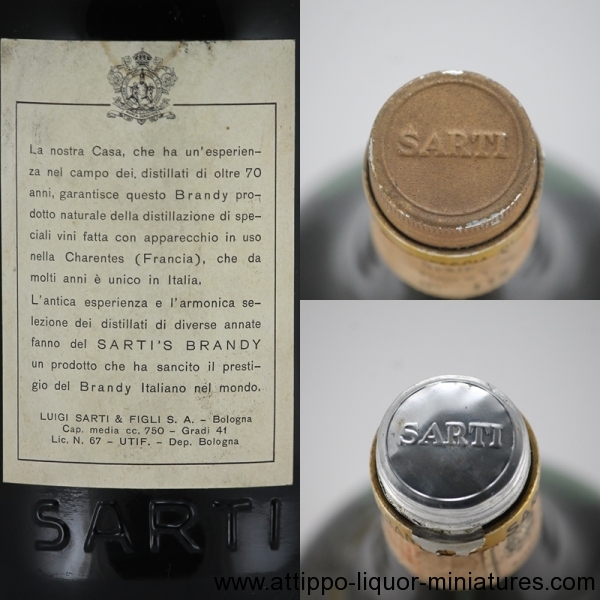 La nostra Casa, che ha un'esperien-
za nel campo dei distillati di oltre 70
anni, garantisce questo Brandy pro-
dotto naturale della distillazione di spe-
ciali vini fatta con apparecchio in uso
nella Charentes (Francia), che da
molti anni è unico in Italia.
L'antica esperienza e l'armonica se-
lezione dei distillati di diverse annate
fanno del SARTI'S BRANDY
un prodotto che ha sancito il presti-
gio del Brandy Italiano nel mondo.
LUIGI SARTI & FIGLI S. A. – Bologna
Cap. media cc. 750 – Gradi 41
Lic. N. 67 – UTIF. – Dep. Bologna
SARTI
SARTI
SARTI
www.attippo-liquor-miniatures.com